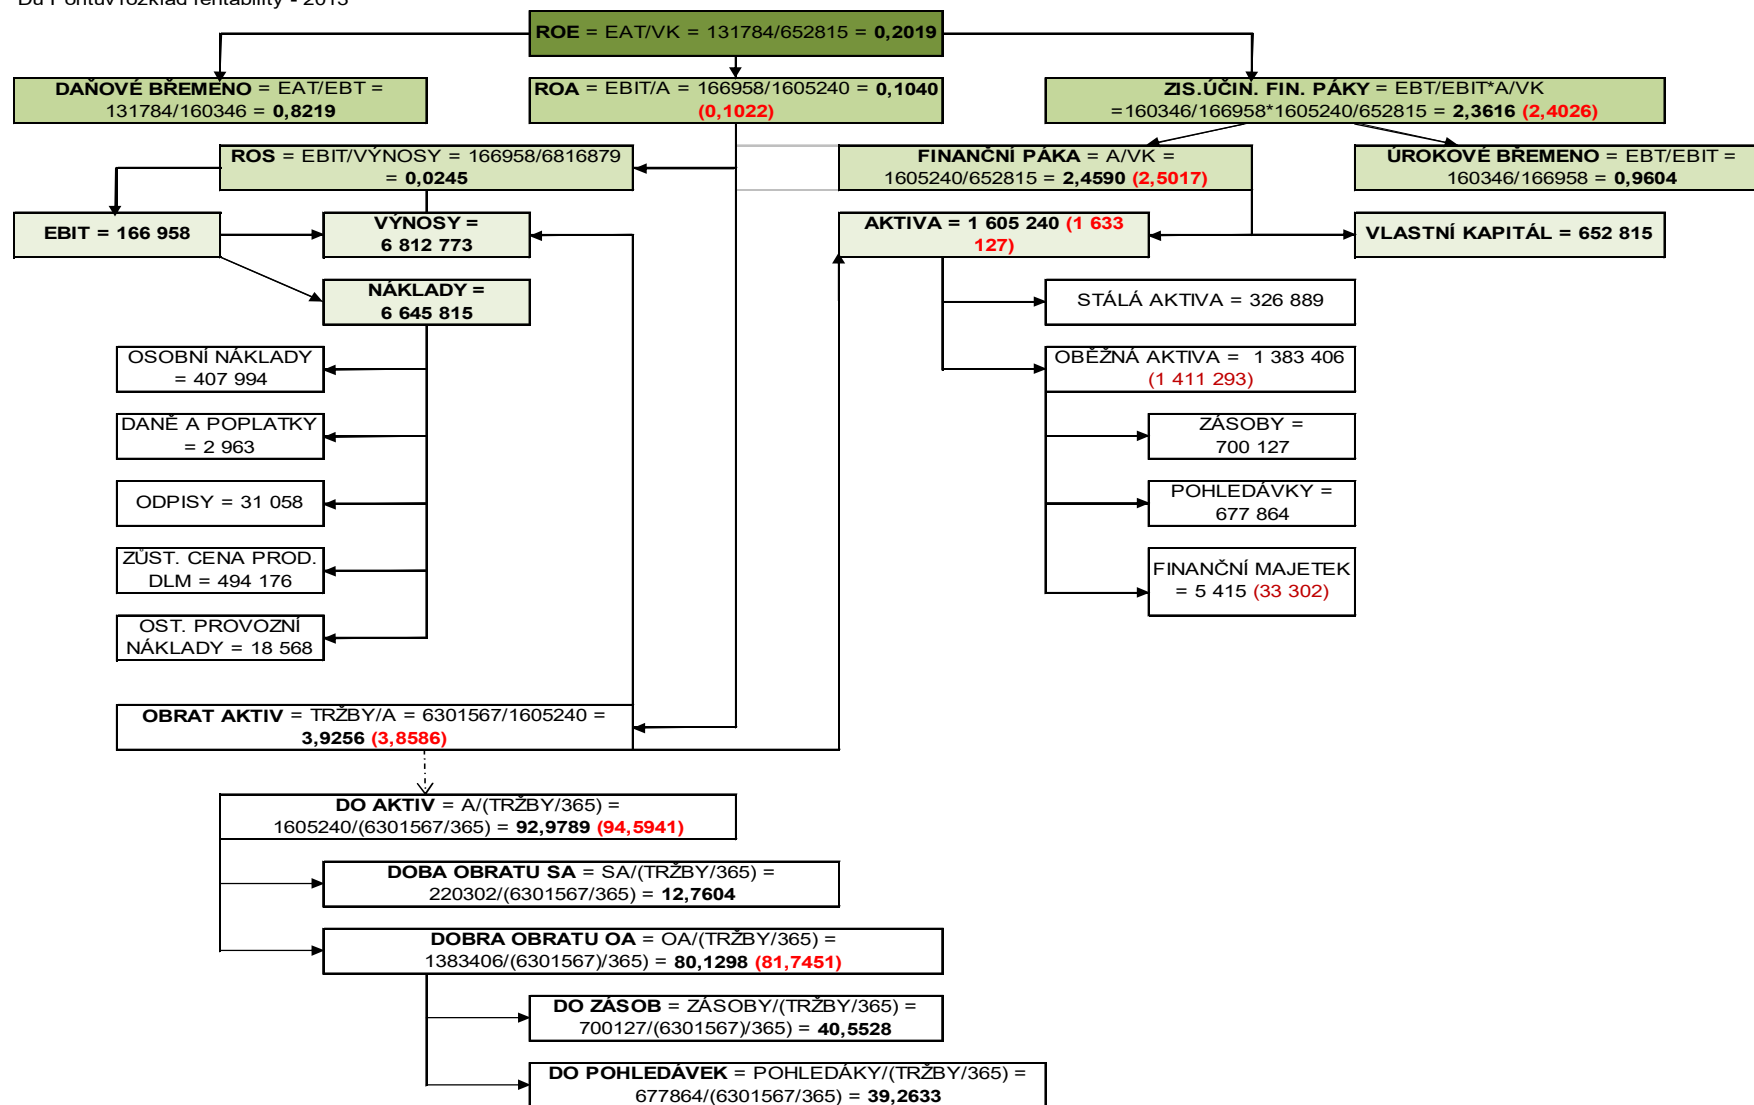 Du Pontův rozklad rentability - 2013
ROE = EAT/VK = 131784/652815 = 0,2019
DAŇOVÉ BŘEMENO = EAT/EBT =
131784/160346 = 0,8219
ROA = EBIT/A = 166958/1605240 = 0,1040
(0,1022)
ZIS.ÚČIN. FIN. PÁKY = EBT/EBIT*A/VK
=160346/166958*1605240/652815 = 2,3616 (2,4026)
ROS = EBIT/VÝNOSY = 166958/6816879
= 0,0245
FINANČNÍ PÁKA = A/VK =
1605240/652815 = 2,4590 (2,5017)
ÚROKOVÉ BŘEMENO = EBT/EBIT =
160346/166958 = 0,9604
EBIT = 166 958
VÝNOSY =
6 812 773
AKTIVA = 1 605 240 (1 633
127)
VLASTNÍ KAPITÁL = 652 815
NÁKLADY =
6 645 815
STÁLÁ AKTIVA = 326 889
OSOBNÍ NÁKLADY
= 407 994
OBĚŽNÁ AKTIVA = 1 383 406
(1 411 293)
DANĚ A POPLATKY
= 2 963
ZÁSOBY =
700 127
ODPISY = 31 058
POHLEDÁVKY =
677 864
ZŮST. CENA PROD.
DLM = 494 176
FINANČNÍ MAJETEK
= 5 415 (33 302)
OST. PROVOZNÍ
NÁKLADY = 18 568
OBRAT AKTIV = TRŽBY/A = 6301567/1605240 =
3,9256 (3,8586)
DO AKTIV = A/(TRŽBY/365) =
1605240/(6301567/365) = 92,9789 (94,5941)
DOBA OBRATU SA = SA/(TRŽBY/365) =
220302/(6301567/365) = 12,7604
DOBRA OBRATU OA = OA/(TRŽBY/365) =
1383406/(6301567)/365) = 80,1298 (81,7451)
DO ZÁSOB = ZÁSOBY/(TRŽBY/365) =
700127/(6301567)/365) = 40,5528
DO POHLEDÁVEK = POHLEDÁKY/(TRŽBY/365) =
677864/(6301567/365) = 39,2633